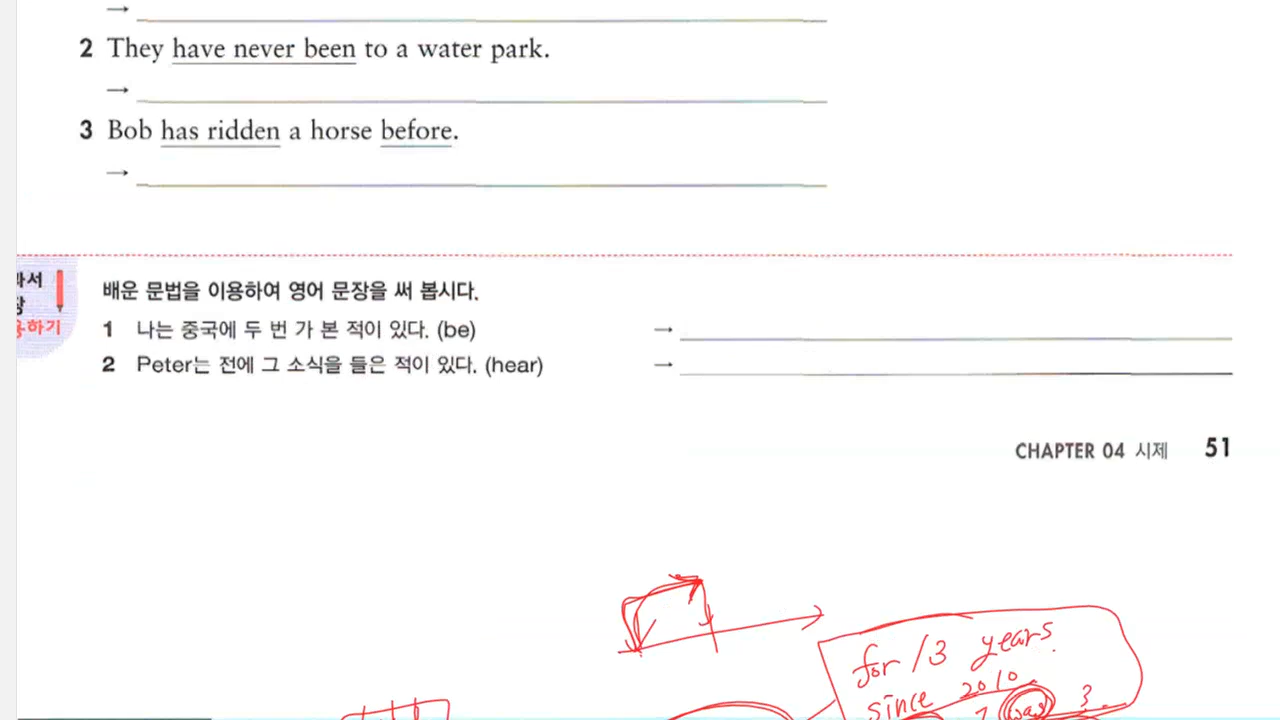 →
2 They have never been to a water park.
→
3 Bob has ridden a horse before.
→
배운 문법을 이용하여 영어 문장을 써 봅시다.
하기
1 나는 중국에 두 번 가 본 적이 있다. (be) →
2 Peter는 전에 그 소식을 들은 적이 있다. (hear) →
CHAPTER 04 시제 51
for 13 years.
since 2010.
was 3.